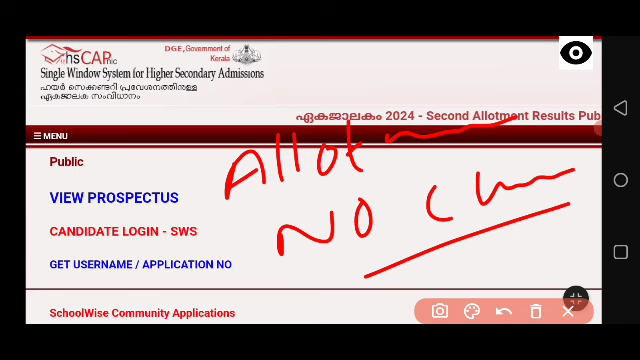 hsCAPnic
DGE, Government of
Kerala
Single Window System for Higher Secondary Admissions
ഹയർ സെക്കണ്ടറി പ്രവേശനത്തിനുള്ള
ഏകജാലക സംവിധാനം
ഏകജാലകം 2024 - Second Allotment Results Pub
☰ MENU
Public
Allot
VIEW PROSPECTUS
NO
CANDIDATE LOGIN - SWS
GET USERNAME / APPLICATION NO
SchoolWise Community Applications